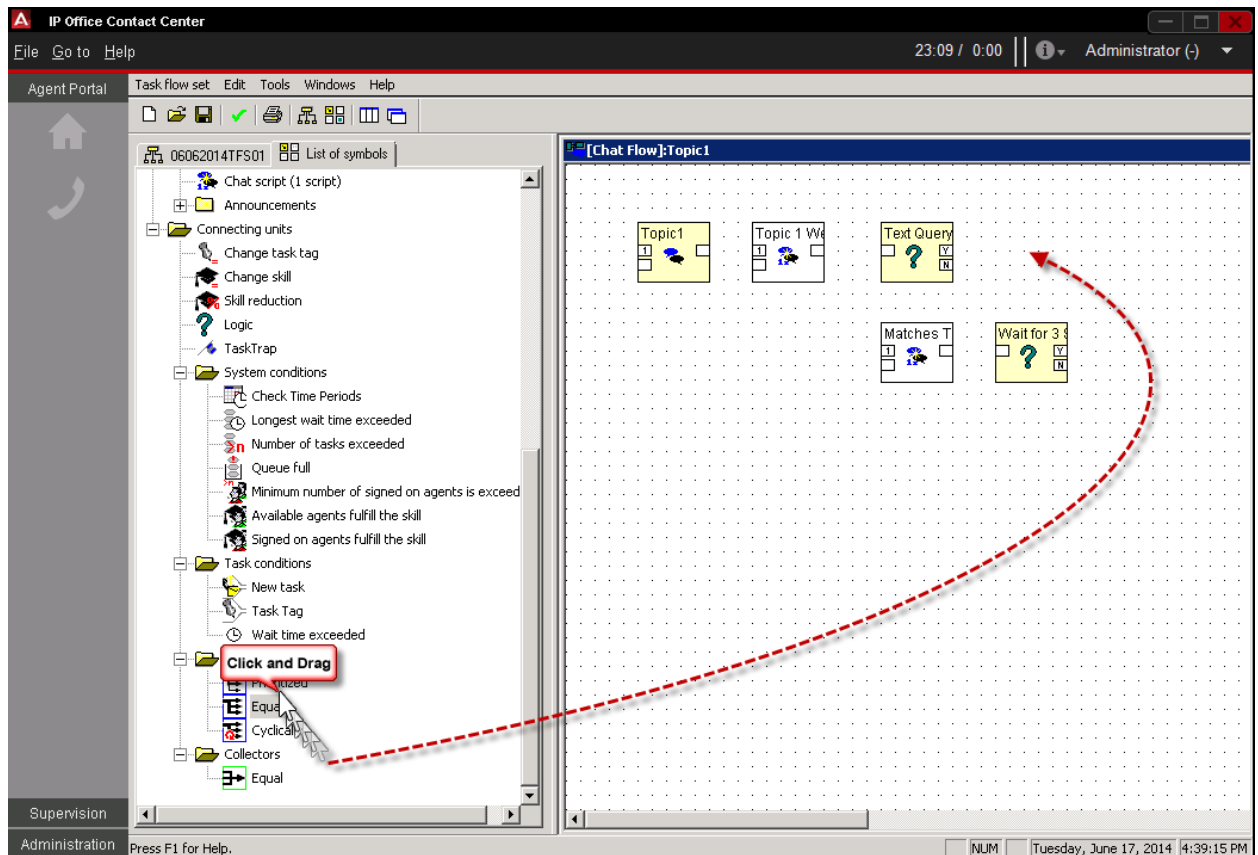 IP Office Contact Center
File Go to Help
23:09 / 0:00
Administrator (-)
Agent Portal
Task flow set Edit Tools Windows Help
06062014TFS01
List of symbols
[Chat Flow]:Topic1
Chat script (1 script)
Announcements
Connecting units
Change task tag
Change skill
Skill reduction
Logic
TaskTrap
System conditions
Check Time Periods
Longest wait time exceeded
Number of tasks exceeded
Queue full
Minimum number of signed on agents is exceed
Available agents fulfill the skill
Signed on agents fulfill the skill
Task conditions
New task
Task Tag
Wait time exceeded
Click and Drag
Equa
Cyclical
Collectors
Equal
Topic1
1
Topic 1 We
1
Text Query
Y
N
Matches T
1
Wait for 3 S
Y
N
Supervision
Administration
Press F1 for Help.
NUM
Tuesday, June 17, 2014
4:39:15 PM